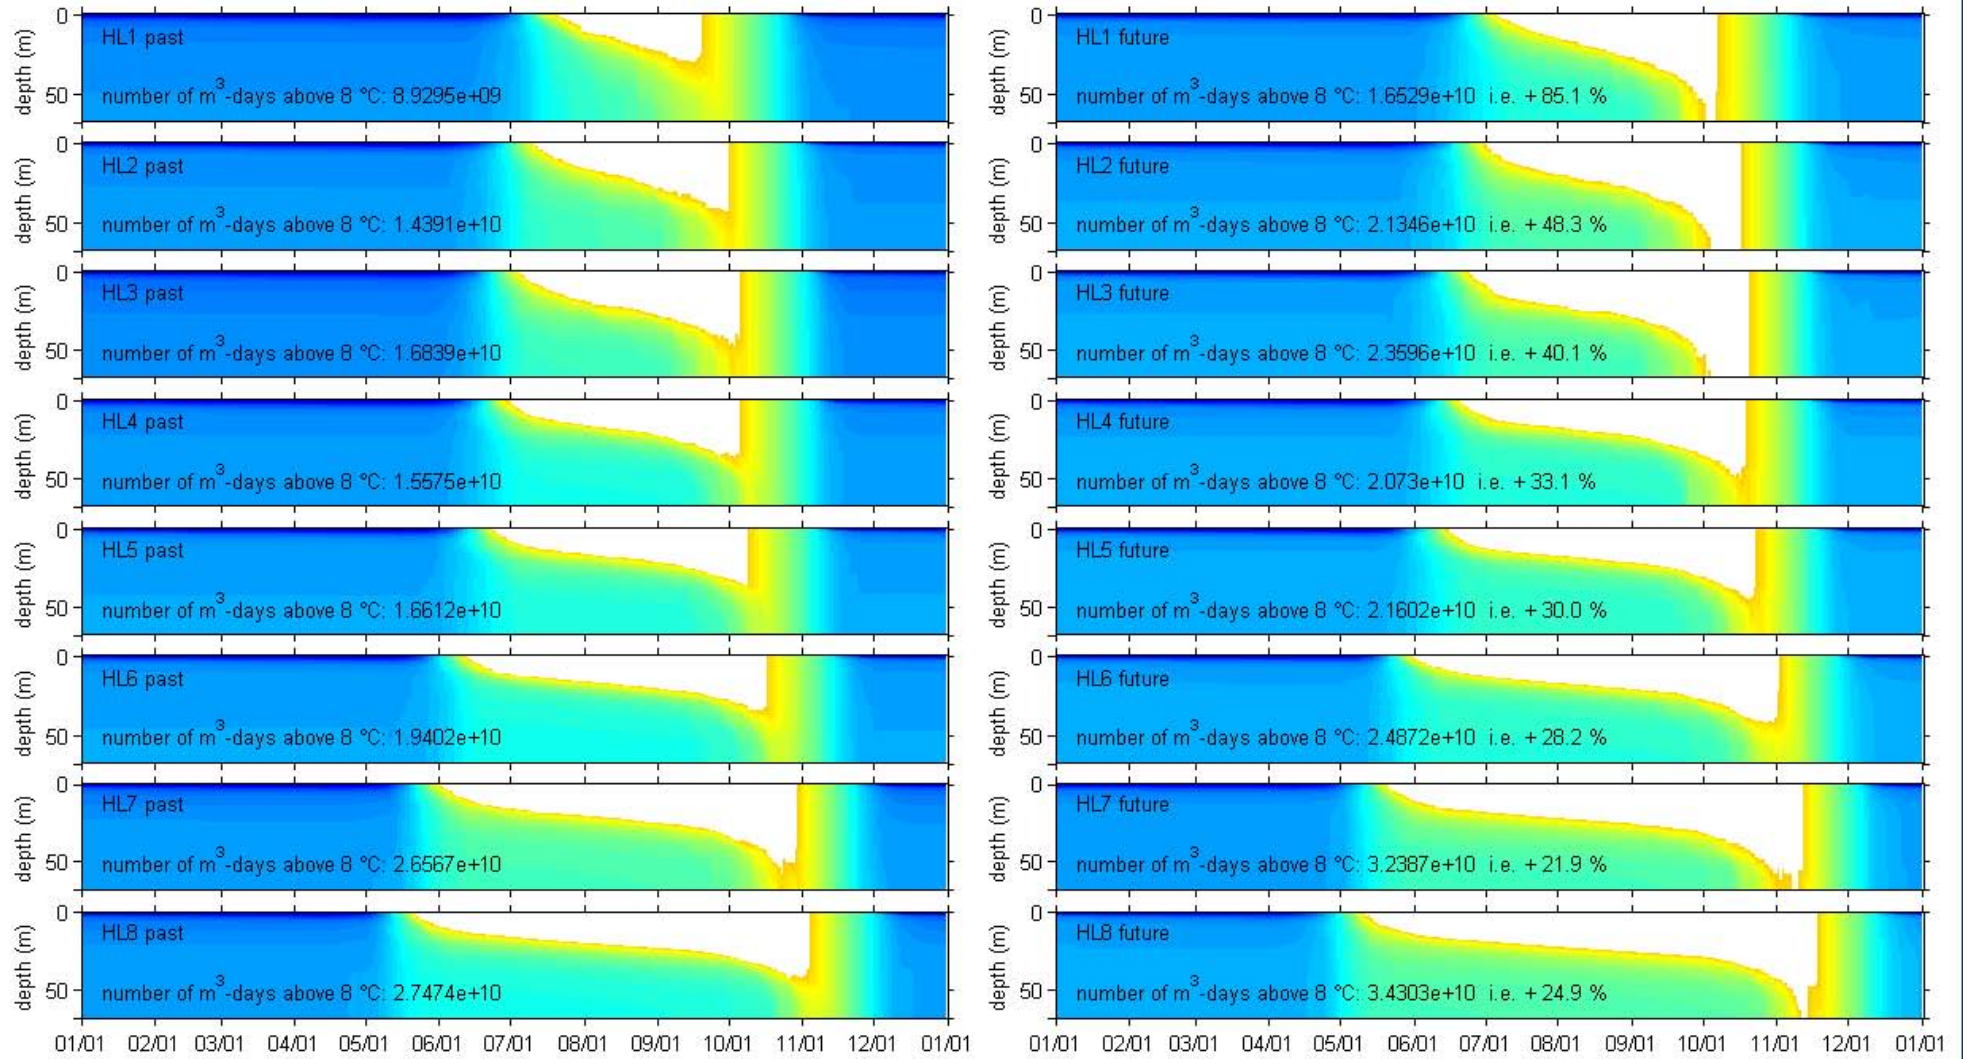 depth (m)
0
50
HL1 past
number of m³-days above 8 °C: 8.9295e+09
depth (m)
0
50
HL1 future
number of m³-days above 8 °C: 1.6529e+10 i.e. + 85.1 %
depth (m)
0
50
HL2 past
number of m³-days above 8 °C: 1.4391e+10
depth (m)
0
50
HL2 future
number of m³-days above 8 °C: 2.1346e+10 i.e. + 48.3 %
depth (m)
0
50
HL3 past
number of m³-days above 8 °C: 1.6839e+10
depth (m)
0
50
HL3 future
number of m³-days above 8 °C: 2.3596e+10 i.e. + 40.1 %
depth (m)
0
50
HL4 past
number of m³-days above 8 °C: 1.5575e+10
depth (m)
0
50
HL4 future
number of m³-days above 8 °C: 2.073e+10 i.e. + 33.1 %
depth (m)
0
50
HL5 past
number of m³-days above 8 °C: 1.6612e+10
depth (m)
0
50
HL5 future
number of m³-days above 8 °C: 2.1602e+10 i.e. + 30.0 %
depth (m)
0
50
HL6 past
number of m³-days above 8 °C: 1.9402e+10
depth (m)
0
50
HL6 future
number of m³-days above 8 °C: 2.4872e+10 i.e. + 28.2 %
depth (m)
0
50
HL7 past
number of m³-days above 8 °C: 2.6567e+10
depth (m)
0
50
HL7 future
number of m³-days above 8 °C: 3.2387e+10 i.e. + 21.9 %
depth (m)
0
50
HL8 past
number of m³-days above 8 °C: 2.7474e+10
depth (m)
0
50
HL8 future
number of m³-days above 8 °C: 3.4303e+10 i.e. + 24.9 %
01/01 02/01 03/01 04/01 05/01 06/01 07/01 08/01 09/01 10/01 11/01 12/01 01/01
01/01 02/01 03/01 04/01 05/01 06/01 07/01 08/01 09/01 10/01 11/01 12/01 01/01